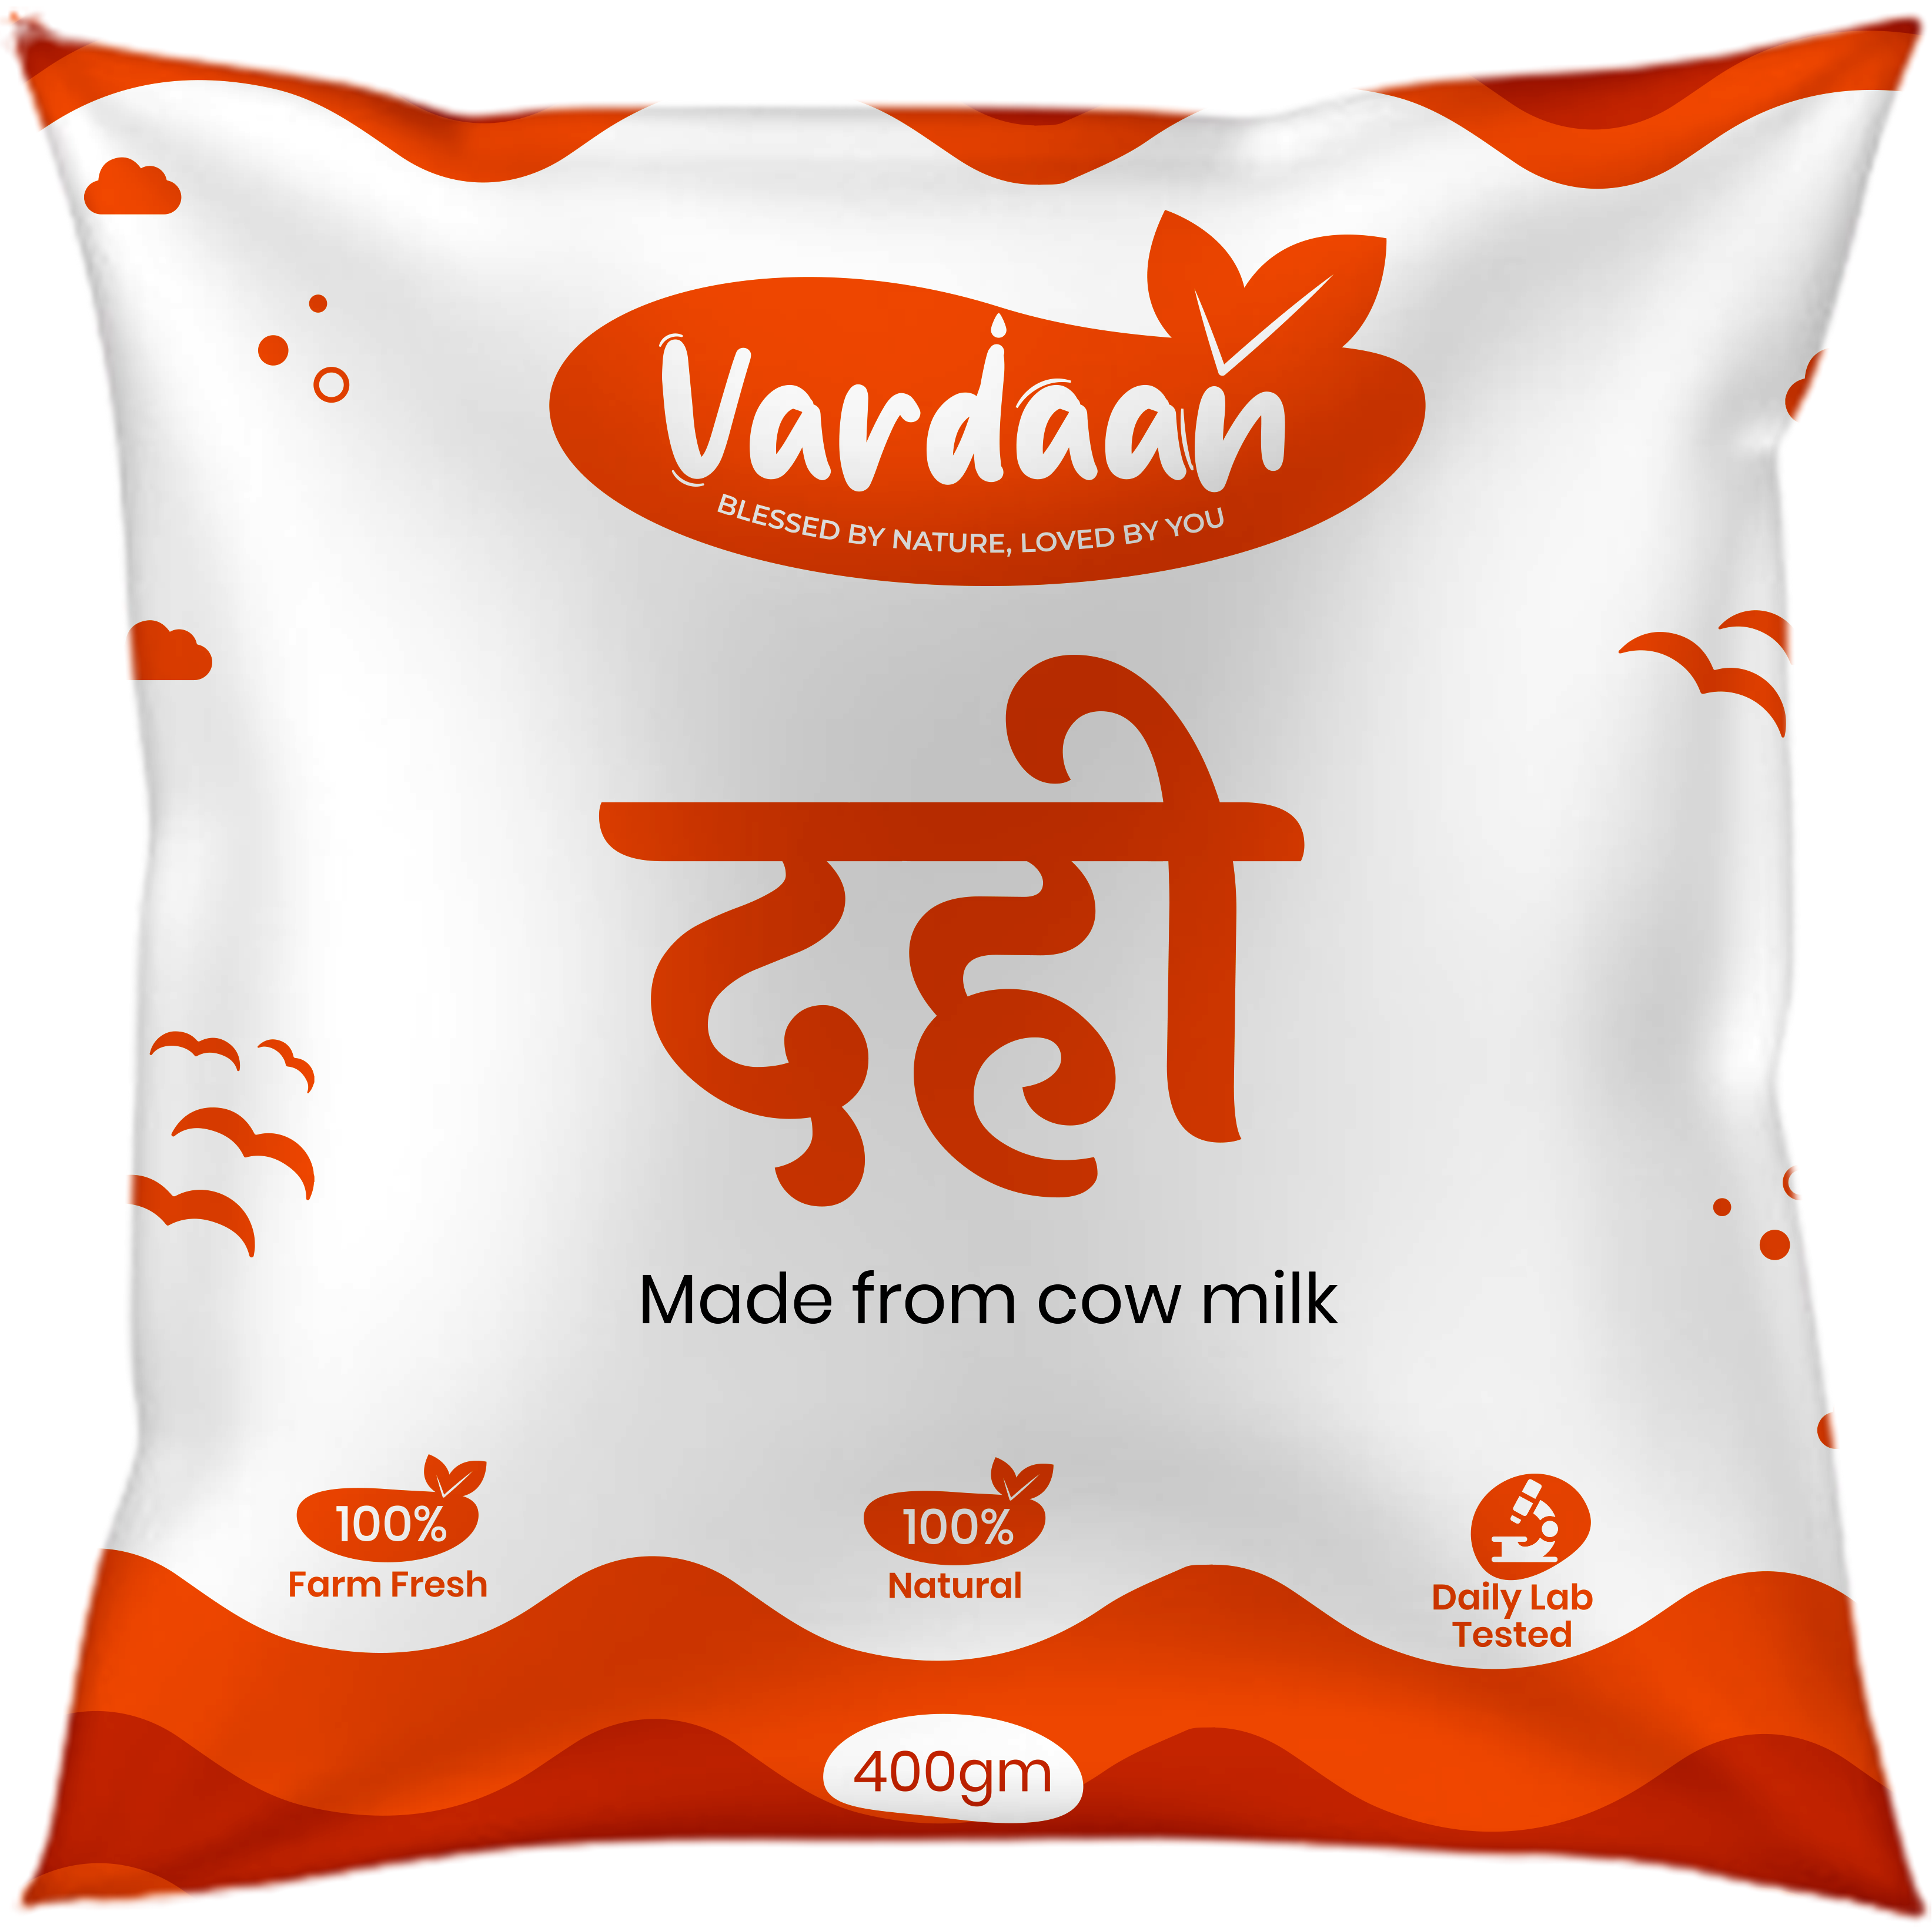 Vardaan
BLESSED BY NATURE, LOVED BY YOU
दही
Made from cow milk
100%
Farm Fresh
100%
Natural
Daily Lab
Tested
400gm